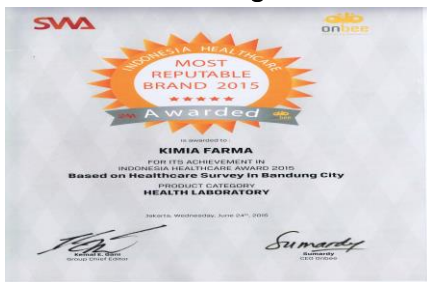 SWA
onbee
INDONESIA HEALTHCARE
MOST
REPUTABLE
BRAND 2015
Awarded
is awarded to :
KIMIA FARMA
FOR ITS ACHIEVEMENT IN
INDONESIA HEALTHCARE AWARD 2015
Based on Healthcare Survey in Bandung City
PRODUCT CATEGORY
HEALTH LABORATORY
Jakarta, Wednesday, June 24th, 2015
Sumardy
Kemal E. Gani
Group Chief Editor
Sumardy
CEO Onbee